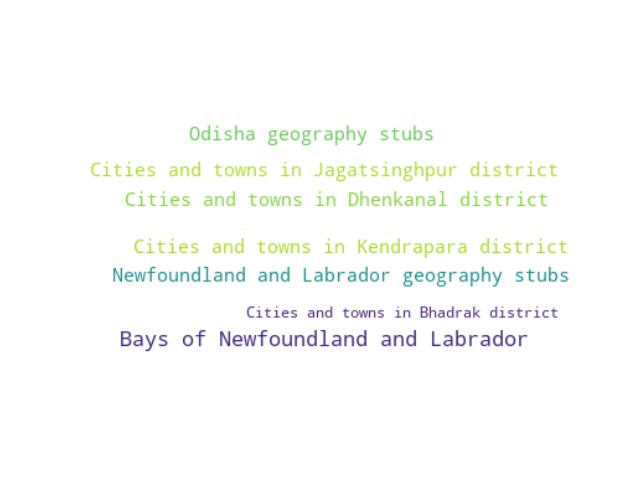 Odisha geography stubs
Cities and towns in Jagatsinghpur district
Cities and towns in Dhenkanal district
Cities and towns in Kendrapara district
Newfoundland and Labrador geography stubs
Cities and towns in Bhadrak district
Bays of Newfoundland and Labrador